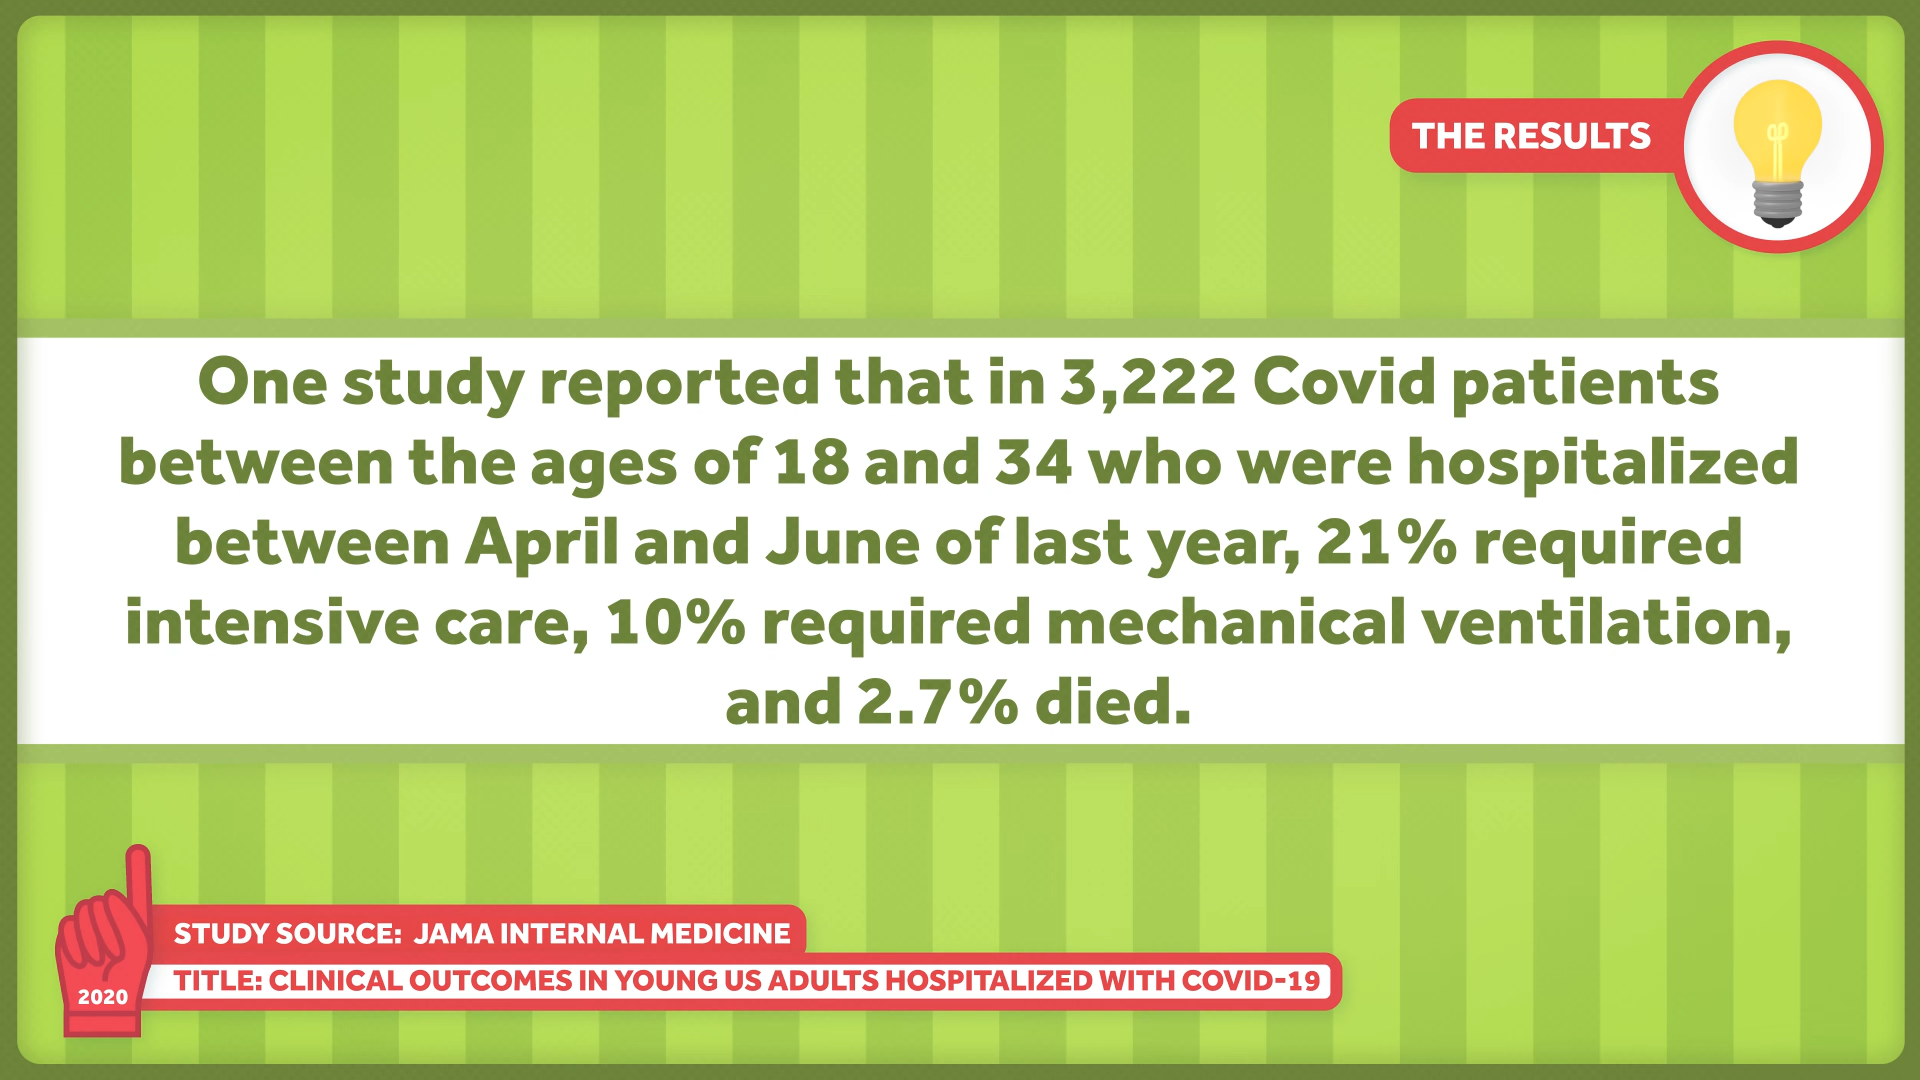 THE RESULTS
One study reported that in 3,222 Covid patients
between the ages of 18 and 34 who were hospitalized
between April and June of last year, 21% required
intensive care, 10% required mechanical ventilation,
and 2.7% died.
STUDY SOURCE: JAMA INTERNAL MEDICINE
TITLE: CLINICAL OUTCOMES IN YOUNG US ADULTS HOSPITALIZED WITH COVID-19
2020